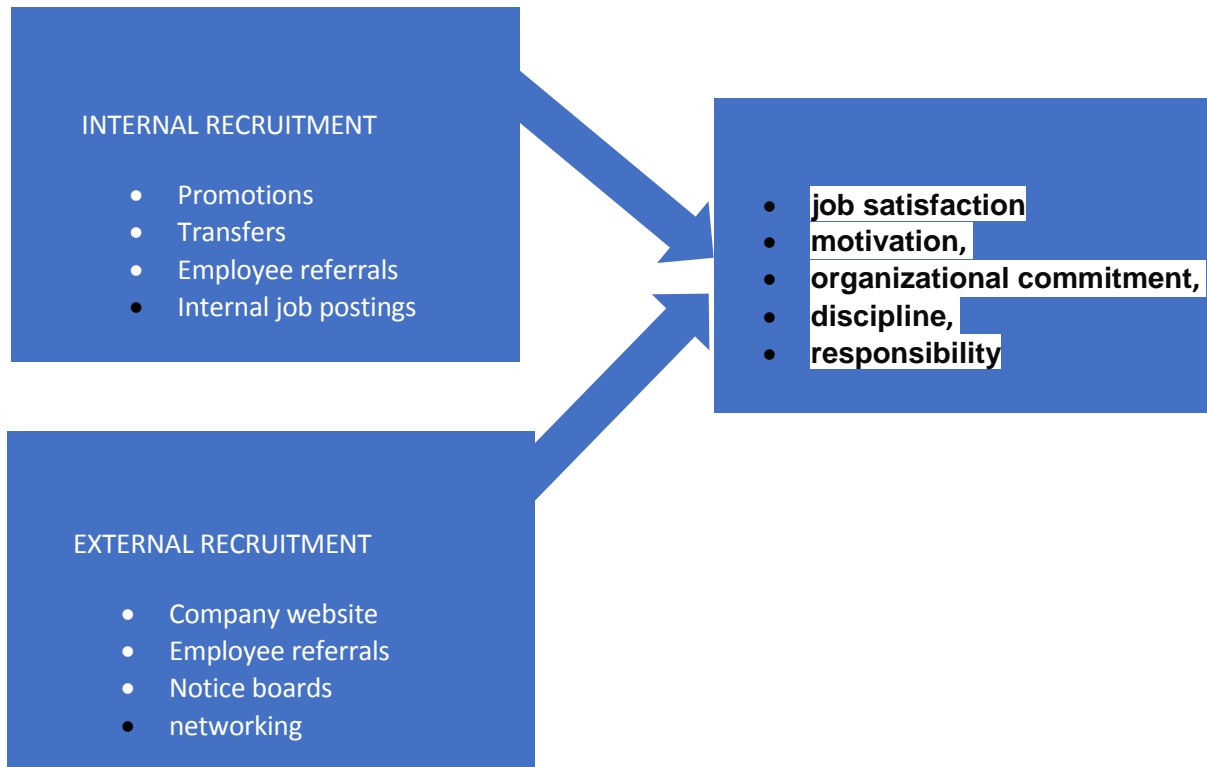 INTERNAL RECRUITMENT
• Promotions
• Transfers
• Employee referrals
• Internal job postings
• job satisfaction
• motivation,
• organizational commitment,
• discipline,
• responsibility
EXTERNAL RECRUITMENT
• Company website
• Employee referrals
• Notice boards
• networking